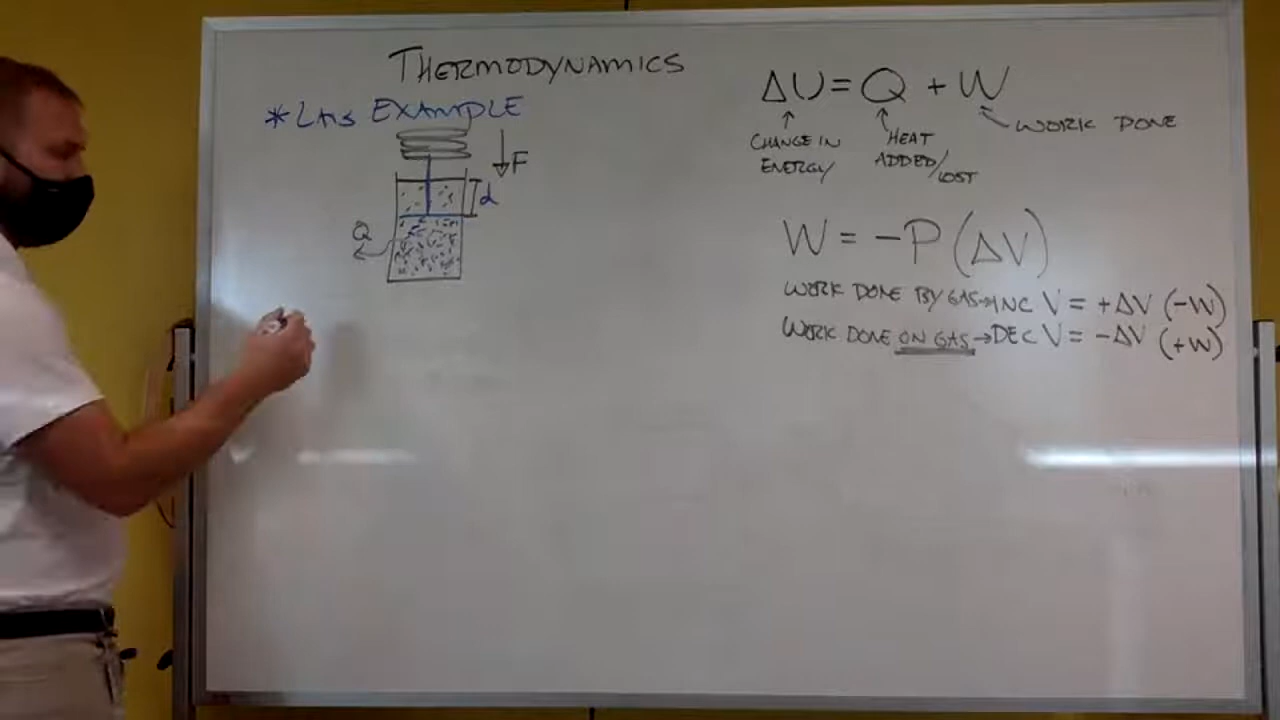 THERMODYNAMICS
* EXAMPLE
F
d
Q
ΔU = Q + W
CHANGE IN
ENERGY
HEAT
ADDED/
LOST
WORK DONE
W = -P(ΔV)
WORK DONE BY GAS → INC V = +ΔV (-W)
WORK DONE ON GAS → DEC V = -ΔV (+W)